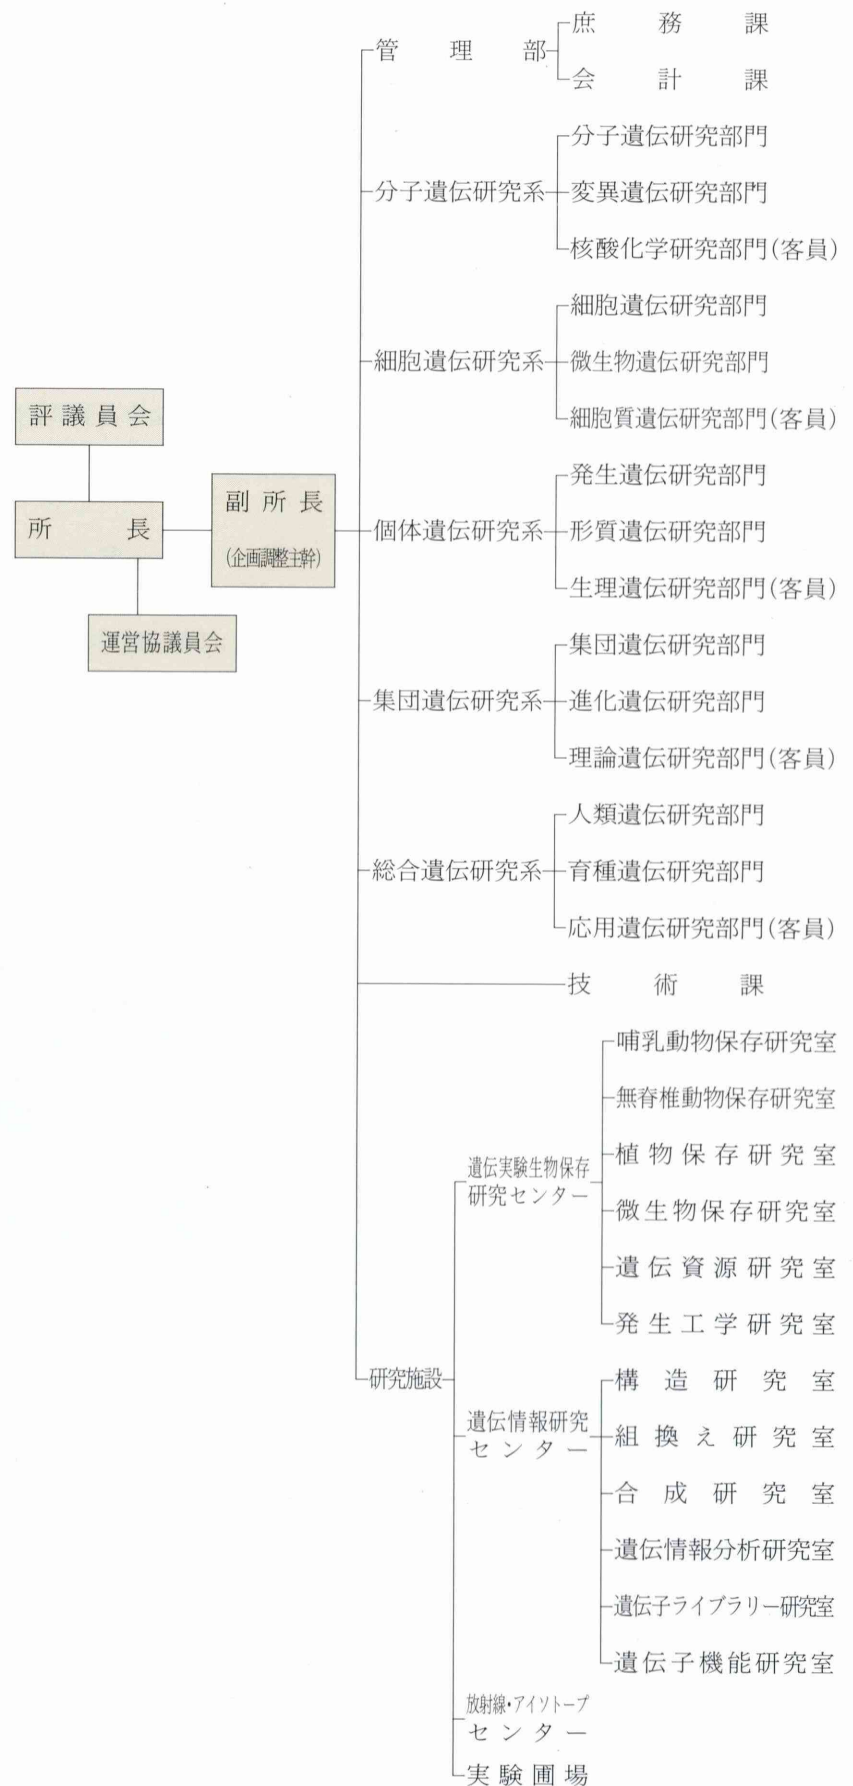 評議員会
所長
運営協議員会
副所長
(企画調整主幹)
管理部
庶務課
会計課
分子遺伝研究系
分子遺伝研究部門
変異遺伝研究部門
核酸化学研究部門(客員)
細胞遺伝研究系
細胞遺伝研究部門
微生物遺伝研究部門
細胞質遺伝研究部門(客員)
個体遺伝研究系
発生遺伝研究部門
形質遺伝研究部門
生理遺伝研究部門(客員)
集団遺伝研究系
集団遺伝研究部門
進化遺伝研究部門
理論遺伝研究部門(客員)
総合遺伝研究系
人類遺伝研究部門
育種遺伝研究部門
応用遺伝研究部門(客員)
技術課
研究施設
遺伝実験生物保存
研究センター
哺乳動物保存研究室
無脊椎動物保存研究室
植物保存研究室
微生物保存研究室
遺伝資源研究室
発生工学研究室
遺伝情報研究
センター
構造研究室
組換え研究室
合成研究室
遺伝情報分析研究室
遺伝子ライブラリー研究室
遺伝子機能研究室
放射線・アイソトープ
センター
実験圃場